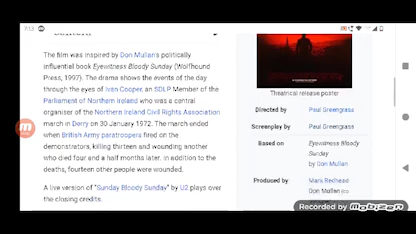 The film was inspired by Don Mullan's politically
influential book Eyewitness Bloody Sunday (Wolfhound
Press, 1997). The drama shows the events of the day
through the eyes of Ivan Cooper, an SDLP Member of the
Parliament of Northern Ireland who was a central
organiser of the Northern Ireland Civil Rights Association
march in Derry on 30 January 1972. The march ended
when British Army paratroopers fired on the
demonstrators, killing thirteen and wounding another
who died four and a half months later. In addition to the
deaths, fourteen other people were wounded.
A live version of "Sunday Bloody Sunday" by U2 plays over
the closing credits.
Theatrical release poster
Directed by Paul Greengrass
Screenplay by Paul Greengrass
Based on Eyewitness Bloody
Sunday
by Don Mullan
Produced by Mark Redhead
Don Mullan
Recorded by Mobizen